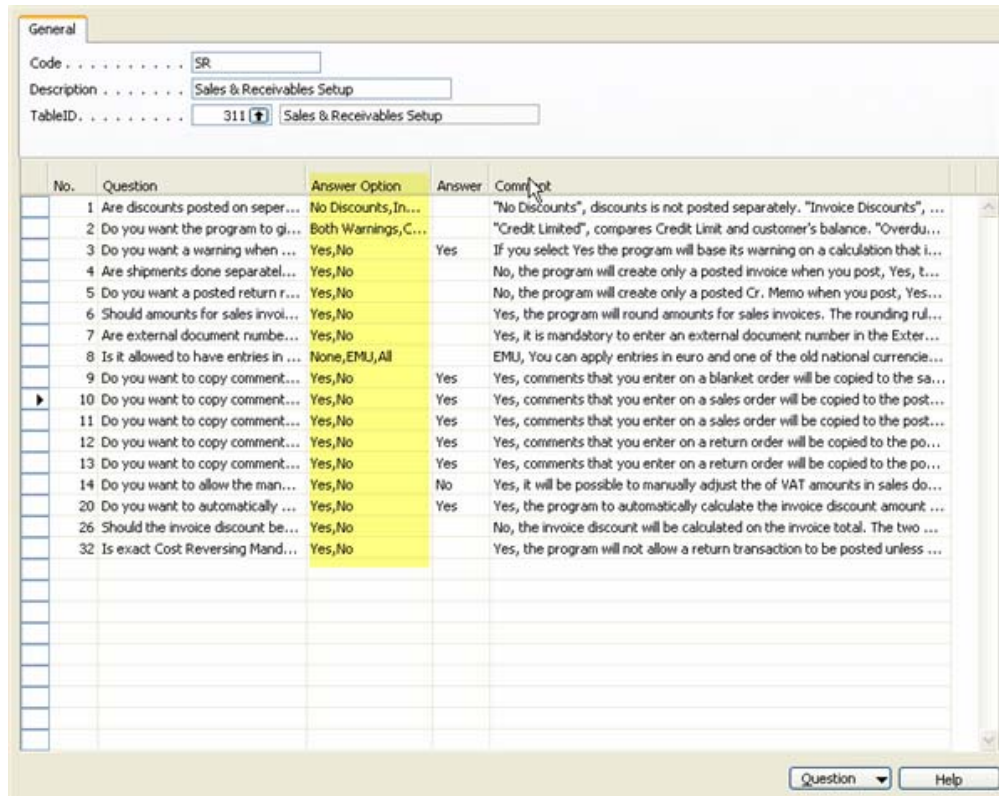 General
Code . . . . . . . . . . SR
Description . . . . . . . Sales & Receivables Setup
TableID. . . . . . . . . 311 Sales & Receivables Setup
No. Question Answer Option Answer Comment
1 Are discounts posted on seper... No Discounts,In... "No Discounts", discounts is not posted separately. "Invoice Discounts", ...
2 Do you want the program to gi... Both Warnings,C... "Credit Limited", compares Credit Limit and customer's balance. "Overdu...
3 Do you want a warning when ... Yes,No Yes If you select Yes the program will base its warning on a calculation that i...
4 Are shipments done separatel... Yes,No No, the program will create only a posted invoice when you post, Yes, t...
5 Do you want a posted return r... Yes,No No, the program will create only a posted Cr. Memo when you post, Yes...
6 Should amounts for sales invoi... Yes,No Yes, the program will round amounts for sales invoices. The rounding rul...
7 Are external document numbe... Yes,No Yes, it is mandatory to enter an external document number in the Exter...
8 Is it allowed to have entries in ... None,EMU,All EMU, You can apply entries in euro and one of the old national currencie...
9 Do you want to copy comment... Yes,No Yes Yes, comments that you enter on a blanket order will be copied to the sa...
10 Do you want to copy comment... Yes,No Yes Yes, comments that you enter on a sales order will be copied to the post...
11 Do you want to copy comment... Yes,No Yes Yes, comments that you enter on a sales order will be copied to the post...
12 Do you want to copy comment... Yes,No Yes Yes, comments that you enter on a return order will be copied to the po...
13 Do you want to copy comment... Yes,No Yes Yes, comments that you enter on a return order will be copied to the po...
14 Do you want to allow the man... Yes,No No Yes, it will be possible to manually adjust the of VAT amounts in sales do...
20 Do you want to automatically ... Yes,No Yes Yes, the program to automatically calculate the invoice discount amount ...
26 Should the invoice discount be... Yes,No No, the invoice discount will be calculated on the invoice total. The two ...
32 Is exact Cost Reversing Mand... Yes,No Yes, the program will not allow a return transaction to be posted unless ...
Question Help